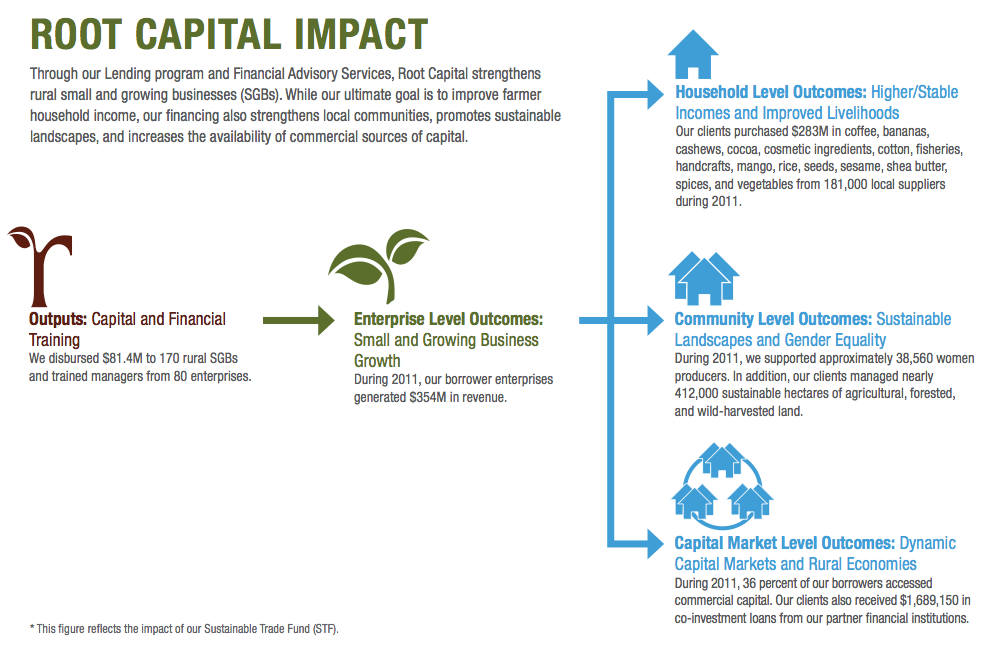 ROOT CAPITAL IMPACT
Through our Lending program and Financial Advisory Services, Root Capital strengthens
rural small and growing businesses (SGBs). While our ultimate goal is to improve farmer
household income, our financing also strengthens local communities, promotes sustainable
landscapes, and increases the availability of commercial sources of capital.
r
Outputs: Capital and Financial
Training
We disbursed $81.4M to 170 rural SGBs
and trained managers from 80 enterprises.
Enterprise Level Outcomes:
Small and Growing Business
Growth
During 2011, our borrower enterprises
generated $354M in revenue.
Household Level Outcomes: Higher/Stable
Incomes and Improved Livelihoods
Our clients purchased $283M in coffee, bananas,
cashews, cocoa, cosmetic ingredients, cotton, fisheries,
handcrafts, mango, rice, seeds, sesame, shea butter,
spices, and vegetables from 181,000 local suppliers
during 2011.
Community Level Outcomes: Sustainable
Landscapes and Gender Equality
During 2011, we supported approximately 38,560 women
producers. In addition, our clients managed nearly
412,000 sustainable hectares of agricultural, forested,
and wild-harvested land.
Capital Market Level Outcomes: Dynamic
Capital Markets and Rural Economies
During 2011, 36 percent of our borrowers accessed
commercial capital. Our clients also received $1,689,150 in
co-investment loans from our partner financial institutions.
* This figure reflects the impact of our Sustainable Trade Fund (STF).